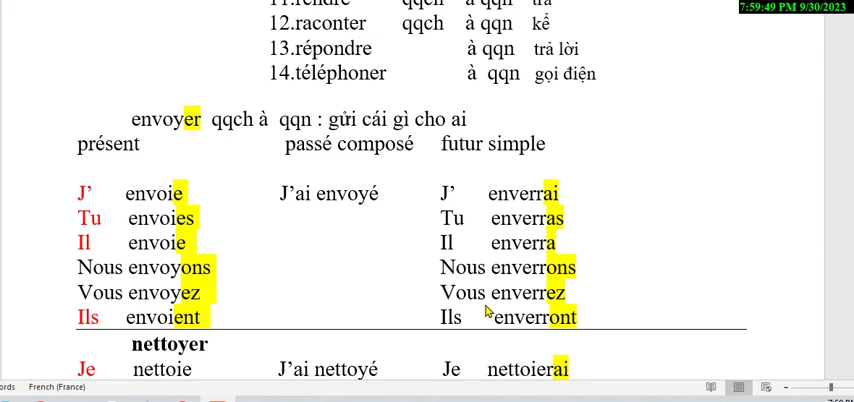 7:59:49 PM 9/30/2023
qqch à qqn
12.raconter qqch à qqn kể
13.répondre à qqn trả lời
14.téléphoner à qqn gọi điện
envoyer qqch à qqn : gửi cái gì cho ai
présent passé composé futur simple
J' envoie J'ai envoyé J' enverrai
Tu envoies Tu enverras
Il envoie Il enverra
Nous envoyons Nous enverrons
Vous envoyez Vous enverrez
Ils envoient Ils enverront
nettoyer
Je nettoie J'ai nettoyé Je nettoierai
French (France)